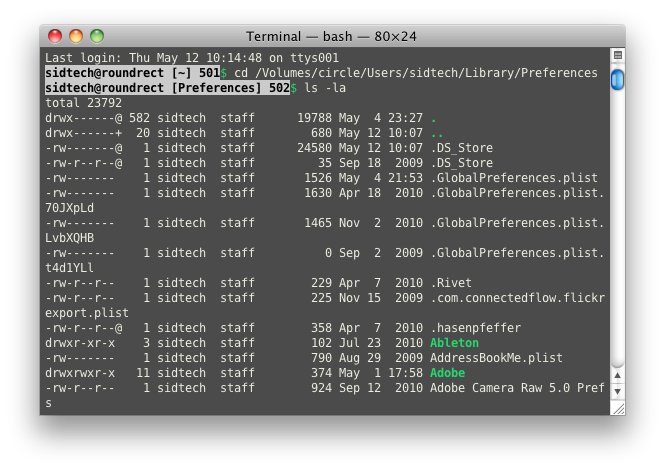 Terminal — bash — 80×24
Last login: Thu May 12 10:14:48 on ttys001
sidtech@roundrect [~] 501$ cd /Volumes/circle/Users/sidtech/Library/Preferences
sidtech@roundrect [Preferences] 502$ ls -la
total 23792
drwx------@ 582 sidtech  staff    19788 May  4 23:27 .
drwx------+  20 sidtech  staff      680 May 12 10:07 ..
-rw-------@   1 sidtech  staff    24580 May 12 10:07 .DS_Store
-rw-r--r--@   1 sidtech  staff       35 Sep 18  2009 .DS_Store
-rw-------    1 sidtech  staff     1526 May  4 21:53 .GlobalPreferences.plist
-rw-------    1 sidtech  staff     1630 Apr 18  2010 .GlobalPreferences.plist.
70JXpLd
-rw-------    1 sidtech  staff     1465 Nov  2  2010 .GlobalPreferences.plist.
LvbXQHB
-rw-------    1 sidtech  staff        0 Sep  2  2009 .GlobalPreferences.plist.
t4d1YLl
-rw-r--r--    1 sidtech  staff      229 Apr  7  2010 .Rivet
-rw-r--r--    1 sidtech  staff      225 Nov 15  2009 .com.connectedflow.flickr
export.plist
-rw-r--r--@   1 sidtech  staff      358 Apr  7  2010 .hasenpfeffer
drwxr-xr-x    3 sidtech  staff      102 Jul 23  2010 Ableton
-rw-------    1 sidtech  staff      790 Aug 29  2009 AddressBookMe.plist
drwxrwxr-x   11 sidtech  staff      374 May  1 17:58 Adobe
-rw-r--r--    1 sidtech  staff      924 Sep 12  2010 Adobe Camera Raw 5.0 Pref
s